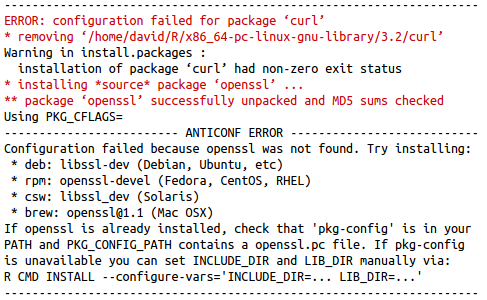 --------------------------------------------------------------------
ERROR: configuration failed for package ‘curl’
* removing ‘/home/david/R/x86_64-pc-linux-gnu-library/3.2/curl’
Warning in install.packages :
  installation of package ‘curl’ had non-zero exit status
* installing *source* package ‘openssl’ ...
** package ‘openssl’ successfully unpacked and MD5 sums checked
Using PKG_CFLAGS=
------------------------- ANTICONF ERROR ---------------------------
Configuration failed because openssl was not found. Try installing:
 * deb: libssl-dev (Debian, Ubuntu, etc)
 * rpm: openssl-devel (Fedora, CentOS, RHEL)
 * csw: libssl_dev (Solaris)
 * brew: openssl@1.1 (Mac OSX)
If openssl is already installed, check that 'pkg-config' is in your
PATH and PKG_CONFIG_PATH contains a openssl.pc file. If pkg-config
is unavailable you can set INCLUDE_DIR and LIB_DIR manually via:
R CMD INSTALL --configure-vars='INCLUDE_DIR=... LIB_DIR=...'
--------------------------------------------------------------------